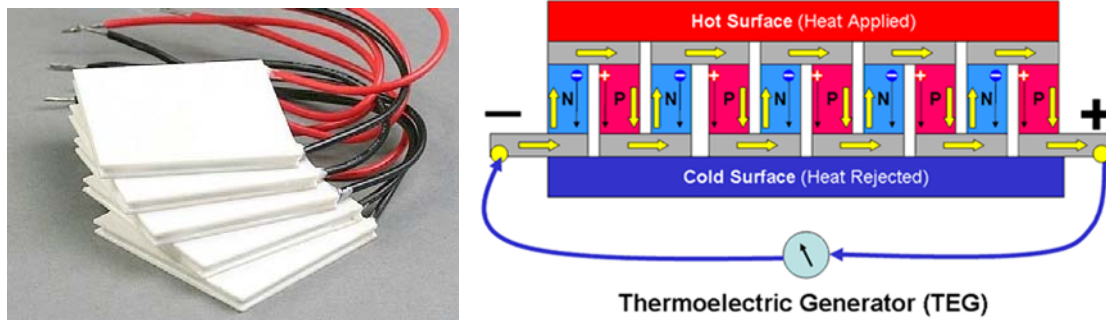 Hot Surface (Heat Applied)
N P N P N P N P N P
− +
Cold Surface (Heat Rejected)
Thermoelectric Generator (TEG)